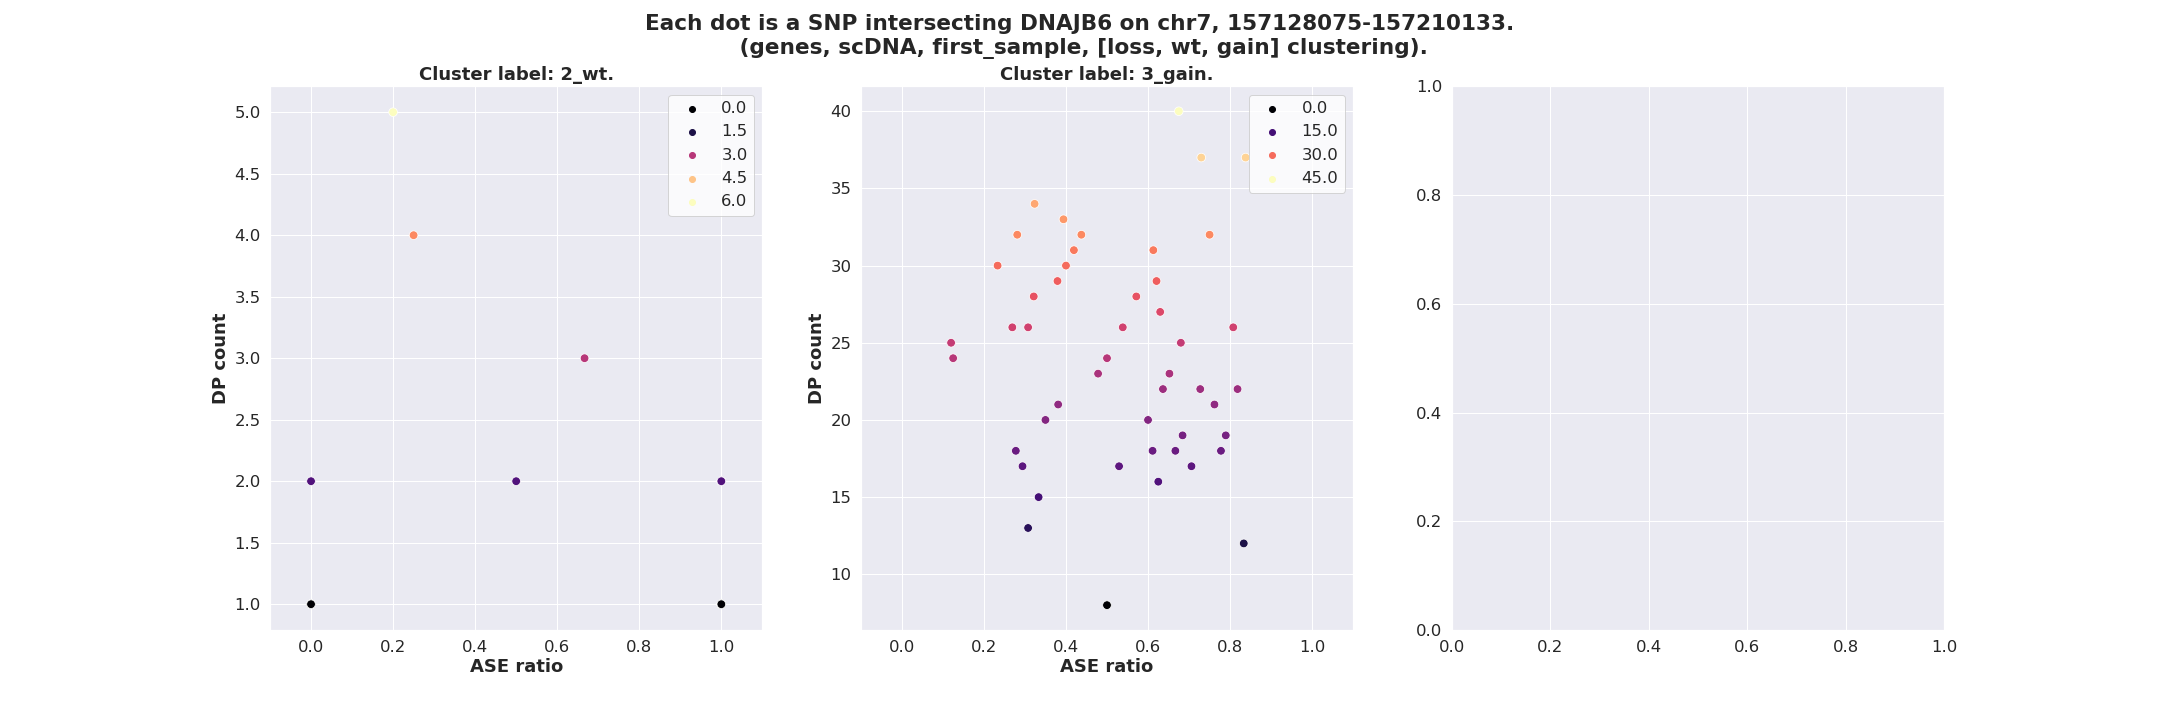 Each dot is a SNP intersecting DNAJB6 on chr7, 157128075-157210133.
(genes, scDNA, first_sample, [loss, wt, gain] clustering).
Cluster label: 2_wt.
5.0
4.5
4.0
3.5
3.0
2.5
2.0
1.5
1.0
DP count
0.0
1.5
3.0
4.5
6.0
0.0 0.2 0.4 0.6 0.8 1.0
ASE ratio
Cluster label: 3_gain.
40
35
30
25
20
15
10
DP count
0.0
15.0
30.0
45.0
0.0 0.2 0.4 0.6 0.8 1.0
ASE ratio
1.0
0.8
0.6
0.4
0.2
0.0
0.0 0.2 0.4 0.6 0.8 1.0